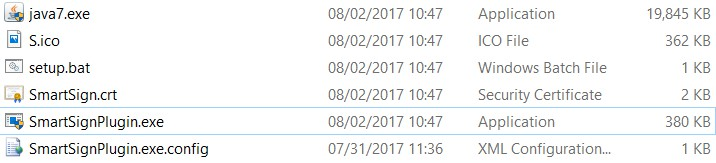 java7.exe 08/02/2017 10:47 Application 19,845 KB
S.ico 08/02/2017 10:47 ICO File 362 KB
setup.bat 08/02/2017 10:47 Windows Batch File 1 KB
SmartSign.crt 08/02/2017 10:47 Security Certificate 2 KB
SmartSignPlugin.exe 08/02/2017 10:47 Application 380 KB
SmartSignPlugin.exe.config 07/31/2017 11:36 XML Configuration... 1 KB